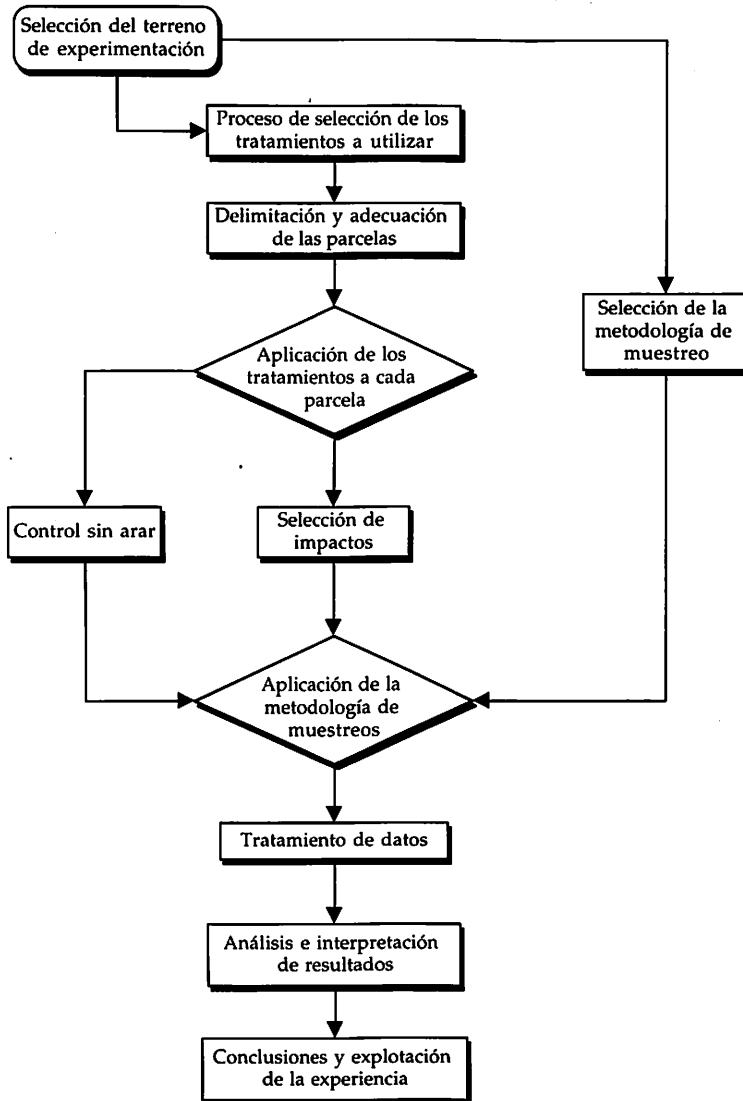 Selección del terreno
de experimentación
Proceso de selección de los
tratamientos a utilizar
Delimitación y adecuación
de las parcelas
Selección de la
metodología de
muestreo
Aplicación de los
tratamientos a cada
parcela
Control sin arar
Selección de
impactos
Aplicación de la
metodología de
muestreos
Tratamiento de datos
Análisis e interpretación
de resultados
Conclusiones y explotación
de la experiencia